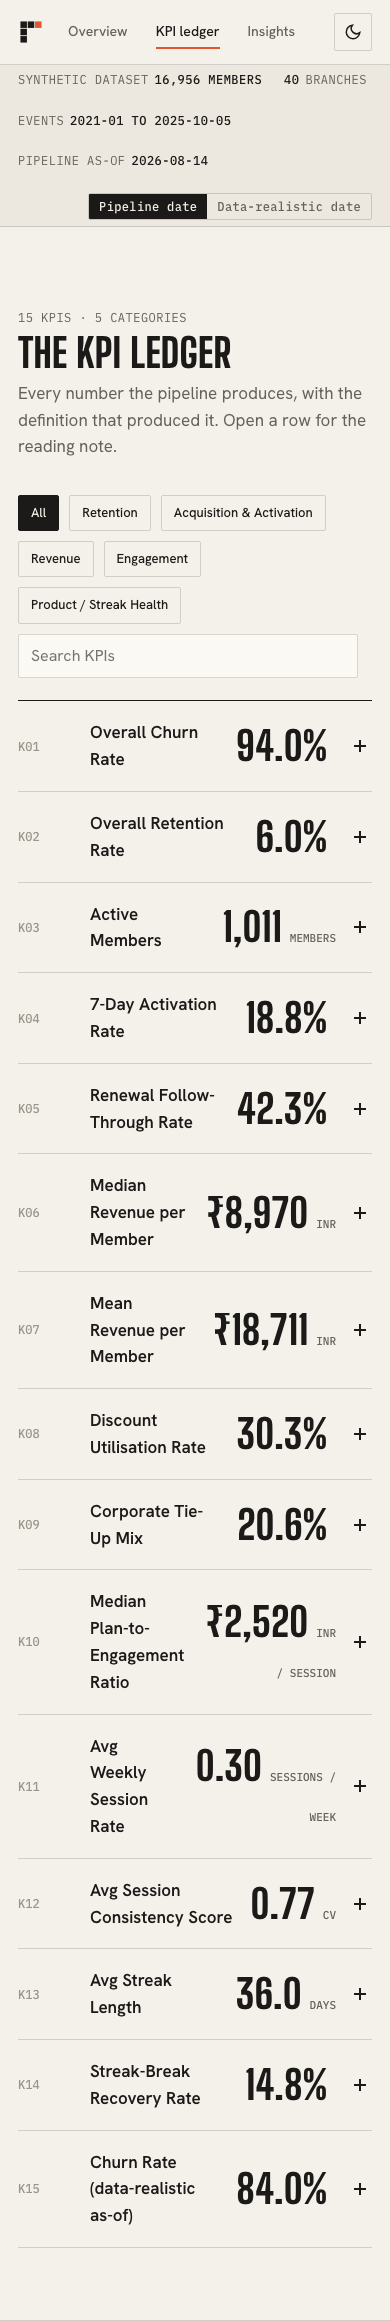 Overview KPI ledger Insights
SYNTHETIC DATASET 16,956 MEMBERS 40 BRANCHES
EVENTS 2021-01 TO 2025-10-05
PIPELINE AS-OF 2026-08-14
Pipeline date Data-realistic date
15 KPIS · 5 CATEGORIES
THE KPI LEDGER
Every number the pipeline produces, with the
definition that produced it. Open a row for the
reading note.
All Retention Acquisition & Activation
Revenue Engagement
Product / Streak Health
Search KPIs
K01 Overall Churn
Rate 94.0% +
K02 Overall Retention
Rate 6.0% +
K03 Active
Members 1,011 MEMBERS +
K04 7-Day Activation
Rate 18.8% +
K05 Renewal Follow-
Through Rate 42.3% +
K06 Median
Revenue per
Member ₹8,970 INR +
K07 Mean
Revenue per
Member ₹18,711 INR +
K08 Discount
Utilisation Rate 30.3% +
K09 Corporate Tie-
Up Mix 20.6% +
K10 Median
Plan-to-
Engagement
Ratio ₹2,520 INR
/ SESSION +
K11 Avg
Weekly
Session
Rate 0.30 SESSIONS /
WEEK +
K12 Avg Session
Consistency Score 0.77 CV +
K13 Avg Streak
Length 36.0 DAYS +
K14 Streak-Break
Recovery Rate 14.8% +
K15 Churn Rate
(data-realistic
as-of) 84.0% +